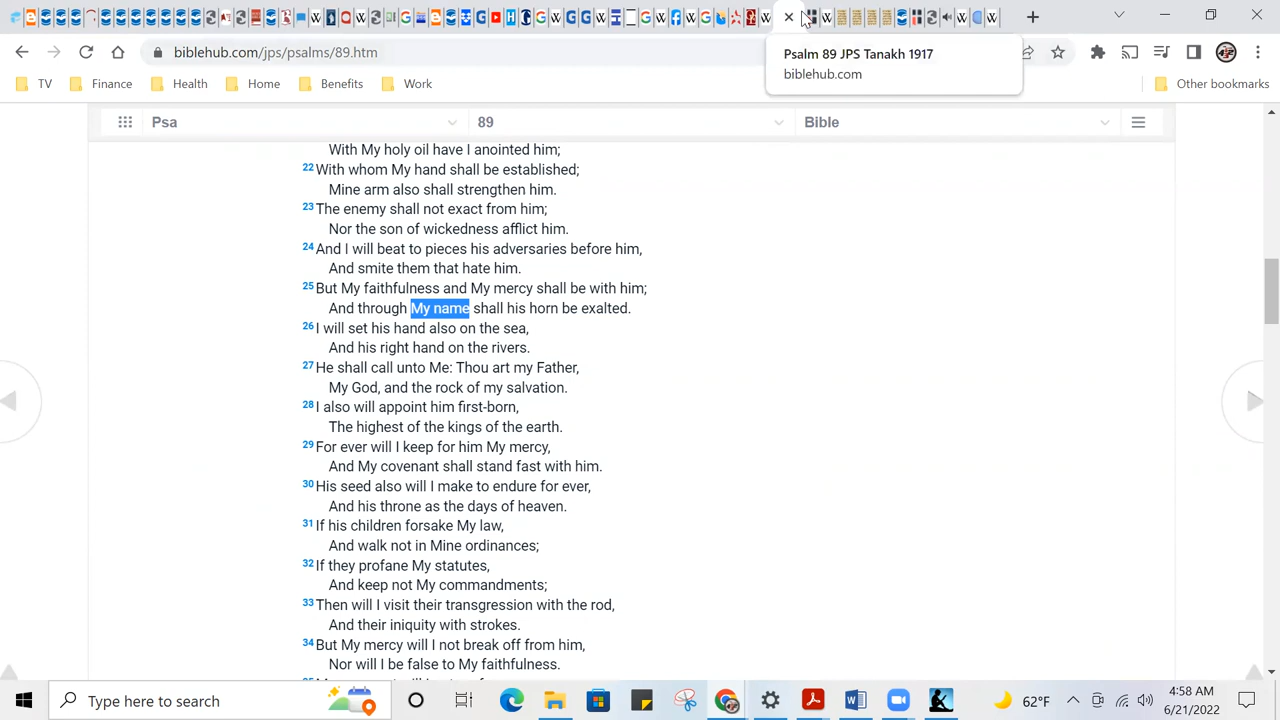 Psalm 89 JPS Tanakh 1917
biblehub.com
biblehub.com/jps/psalms/89.htm
TV
Finance
Health
Home
Benefits
Work
Other bookmarks
Psa
89
Bible
With My holy oil have I anointed him;
22 With whom My hand shall be established;
Mine arm also shall strengthen him.
23 The enemy shall not exact from him;
Nor the son of wickedness afflict him.
24 And I will beat to pieces his adversaries before him,
And smite them that hate him.
25 But My faithfulness and My mercy shall be with him;
And through My name shall his horn be exalted.
26 I will set his hand also on the sea,
And his right hand on the rivers.
27 He shall call unto Me: Thou art my Father,
My God, and the rock of my salvation.
28 I also will appoint him first-born,
The highest of the kings of the earth.
29 For ever will I keep for him My mercy,
And My covenant shall stand fast with him.
30 His seed also will I make to endure for ever,
And his throne as the days of heaven.
31 If his children forsake My law,
And walk not in Mine ordinances;
32 If they profane My statutes,
And keep not My commandments;
33 Then will I visit their transgression with the rod,
And their iniquity with strokes.
34 But My mercy will I not break off from him,
Nor will I be false to My faithfulness.
Type here to search
62°F
4:58 AM
6/21/2022